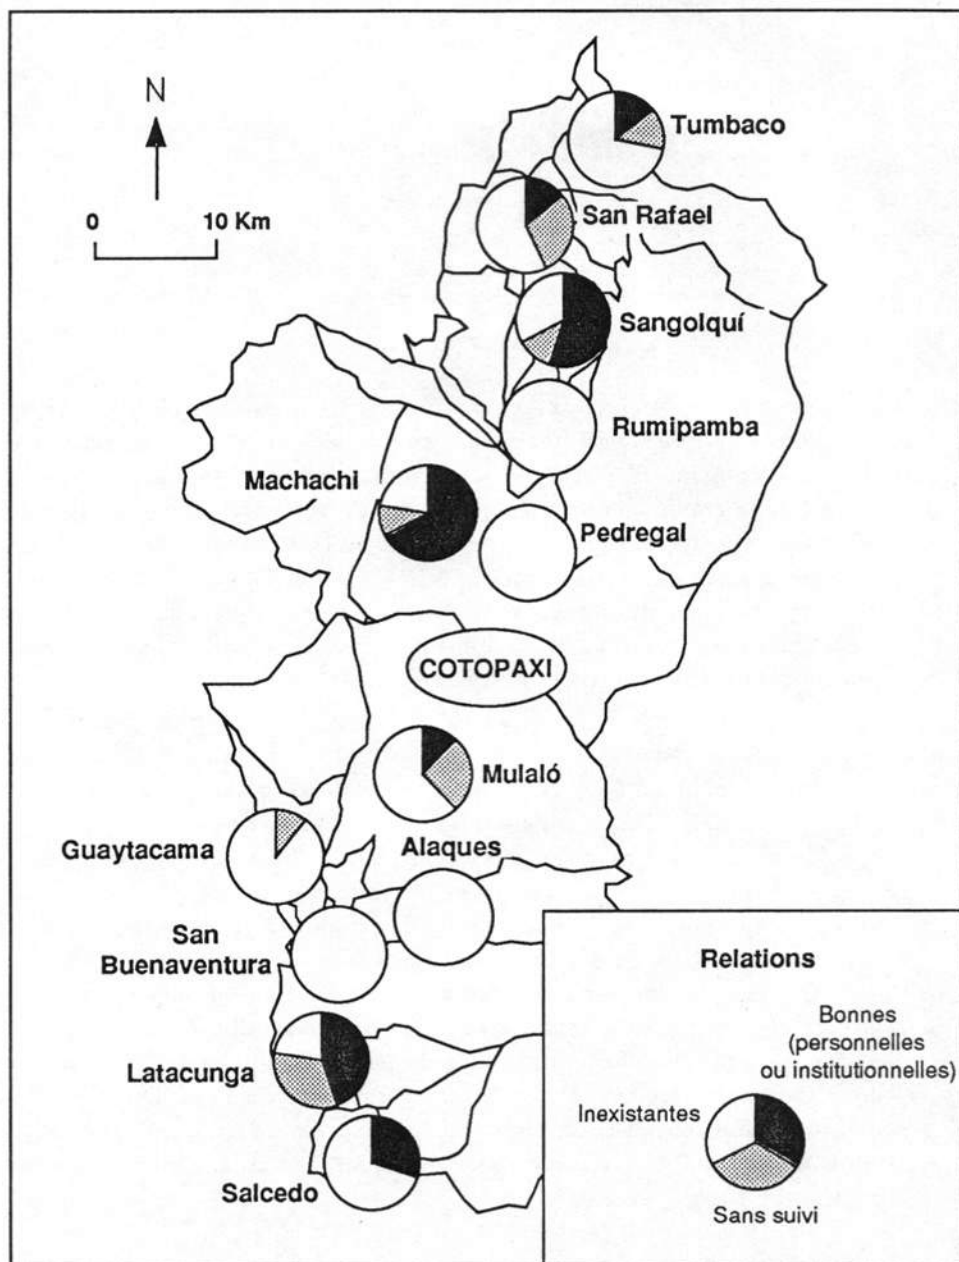 N
0 10 Km
Tumbaco
San Rafael
Sangolquí
Rumipamba
Machachi
Pedregal
COTOPAXI
Mulaló
Guaytacama
Alaques
San
Buenaventura
Latacunga
Salcedo
Relations
Bonnes
(personnelles
ou institutionnelles)
Inexistantes
Sans suivi